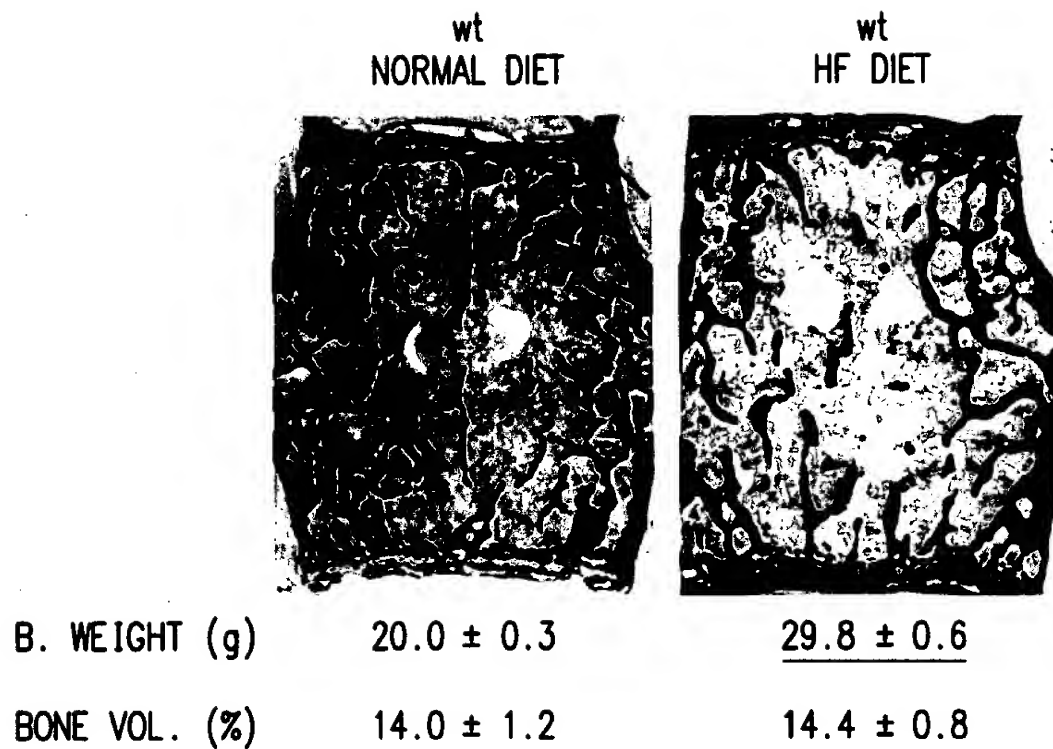 wt
NORMAL DIET
wt
HF DIET
B. WEIGHT (g) 20.0 ± 0.3 29.8 ± 0.6
BONE VOL. (%) 14.0 ± 1.2 14.4 ± 0.8